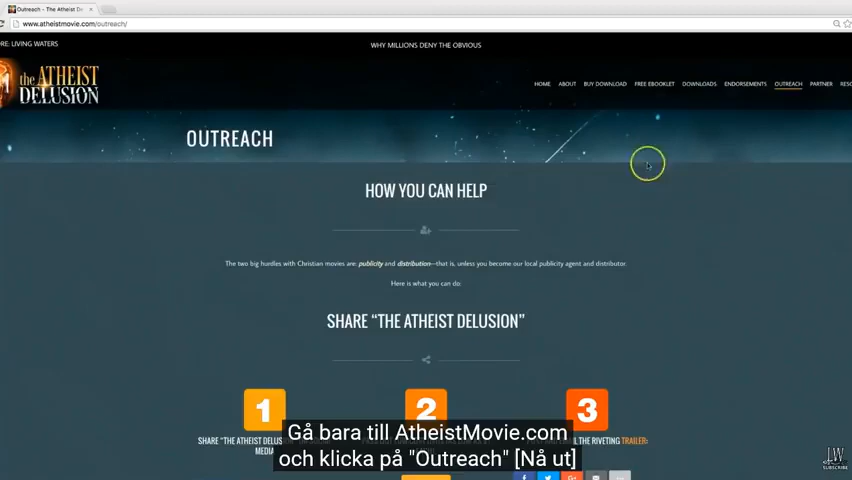 Outreach - The Atheist De
www.atheistmovie.com/outreach/
RE: LIVING WATERS
WHY MILLIONS DENY THE OBVIOUS
the ATHEIST
DELUSION
HOME ABOUT BUY DOWNLOAD FREE EBOOKLET DOWNLOADS ENDORSEMENTS OUTREACH PARTNER RESO
OUTREACH
HOW YOU CAN HELP
The two big hurdles with Christian movies are: publicity and distribution—that is, unless you become our local publicity agent and distributor.
Here is what you can do:
SHARE “THE ATHEIST DELUSION”
1 2 3
SHARE “THE ATHEIST DELUS
RIVETING TRAILER:
MEDIA
Gå bara till AtheistMovie.com
och klicka på "Outreach" [Nå ut]
LW
SUBSCRIBE